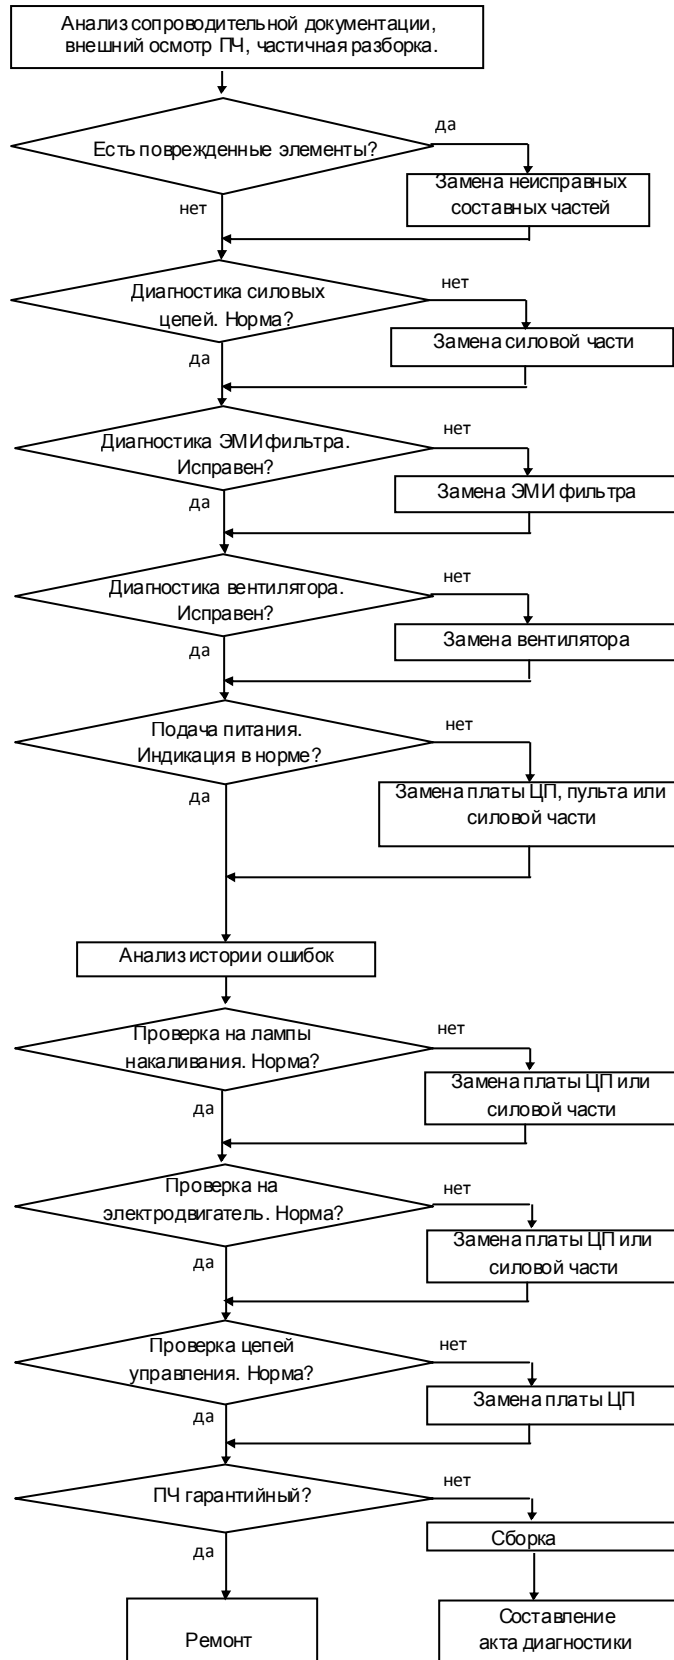 Анализ сопроводительной документации,
внешний осмотр ПЧ, частичная разборка.
да
Есть поврежденные элементы?
Замена неисправных
составных частей
нет
Диагностика силовых
цепей. Норма?
нет
Замена силовой части
да
Диагностика ЭМИ фильтра.
Исправен?
нет
Замена ЭМИ фильтра
да
Диагностика вентилятора.
Исправен?
нет
Замена вентилятора
да
Подача питания.
Индикация в норме?
нет
Замена платы ЦП, пульта или
силовой части
да
Анализ истории ошибок
Проверка на лампы
накаливания. Норма?
нет
Замена платы ЦП или
силовой части
да
Проверка на
электродвигатель. Норма?
нет
Замена платы ЦП или
силовой части
да
Проверка цепей
управления. Норма?
нет
Замена платы ЦП
да
ПЧ гарантийный?
нет
Сборка
да
Ремонт
Составление
акта диагностики